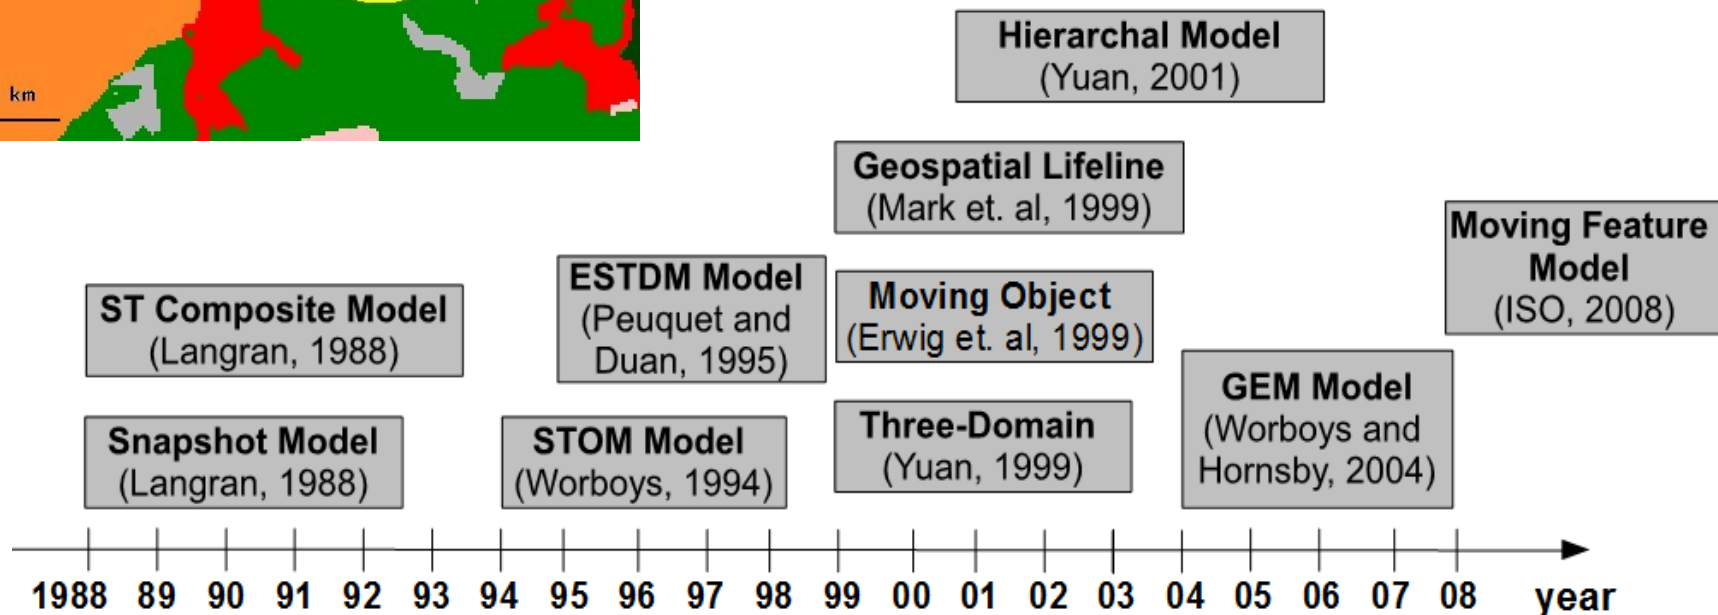 km
Hierarchal Model
(Yuan, 2001)
Geospatial Lifeline
(Mark et. al, 1999)
Moving Feature
Model
(ISO, 2008)
ESTDM Model
(Peuquet and
Duan, 1995)
Moving Object
(Erwig et. al, 1999)
ST Composite Model
(Langran, 1988)
GEM Model
(Worboys and
Hornsby, 2004)
Three-Domain
(Yuan, 1999)
Snapshot Model
(Langran, 1988)
STOM Model
(Worboys, 1994)
1988 89 90 91 92 93 94 95 96 97 98 99 00 01 02 03 04 05 06 07 08 year